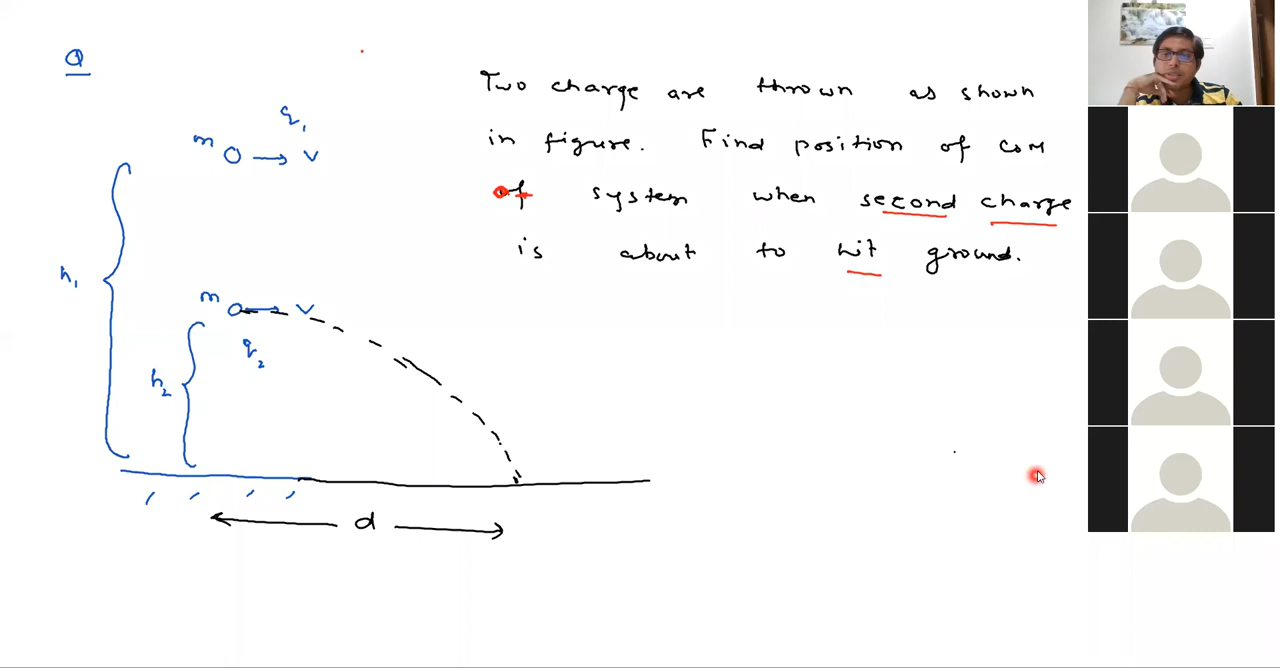 Q
Two charge are thrown as shown
in figure. Find position of COM
of system when second charge
is about to hit ground.
q₁
m → v
h₁
m → v
q₂
h₂
d